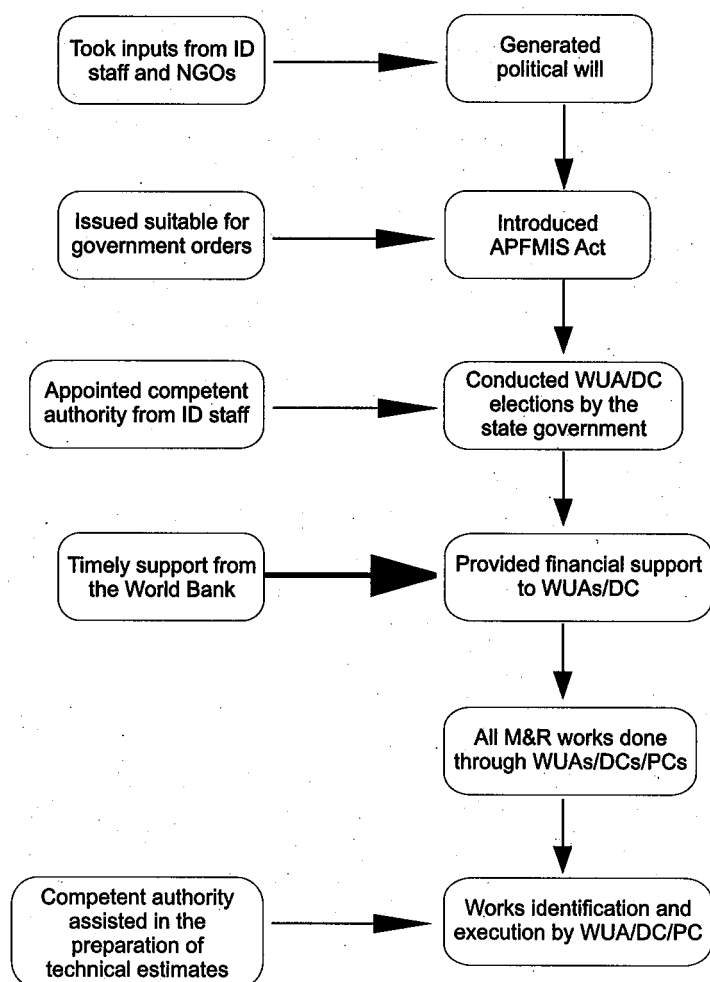 Took inputs from ID
staff and NGOs
Generated
political will
Issued suitable for
government orders
Introduced
APFMIS Act
Appointed competent
authority from ID staff
Conducted WUA/DC
elections by the
state government
Timely support from
the World Bank
Provided financial support
to WUAs/DC
All M&R works done
through WUAs/DCs/PCs
Competent authority
assisted in the
preparation of
technical estimates
Works identification and
execution by WUA/DC/PC